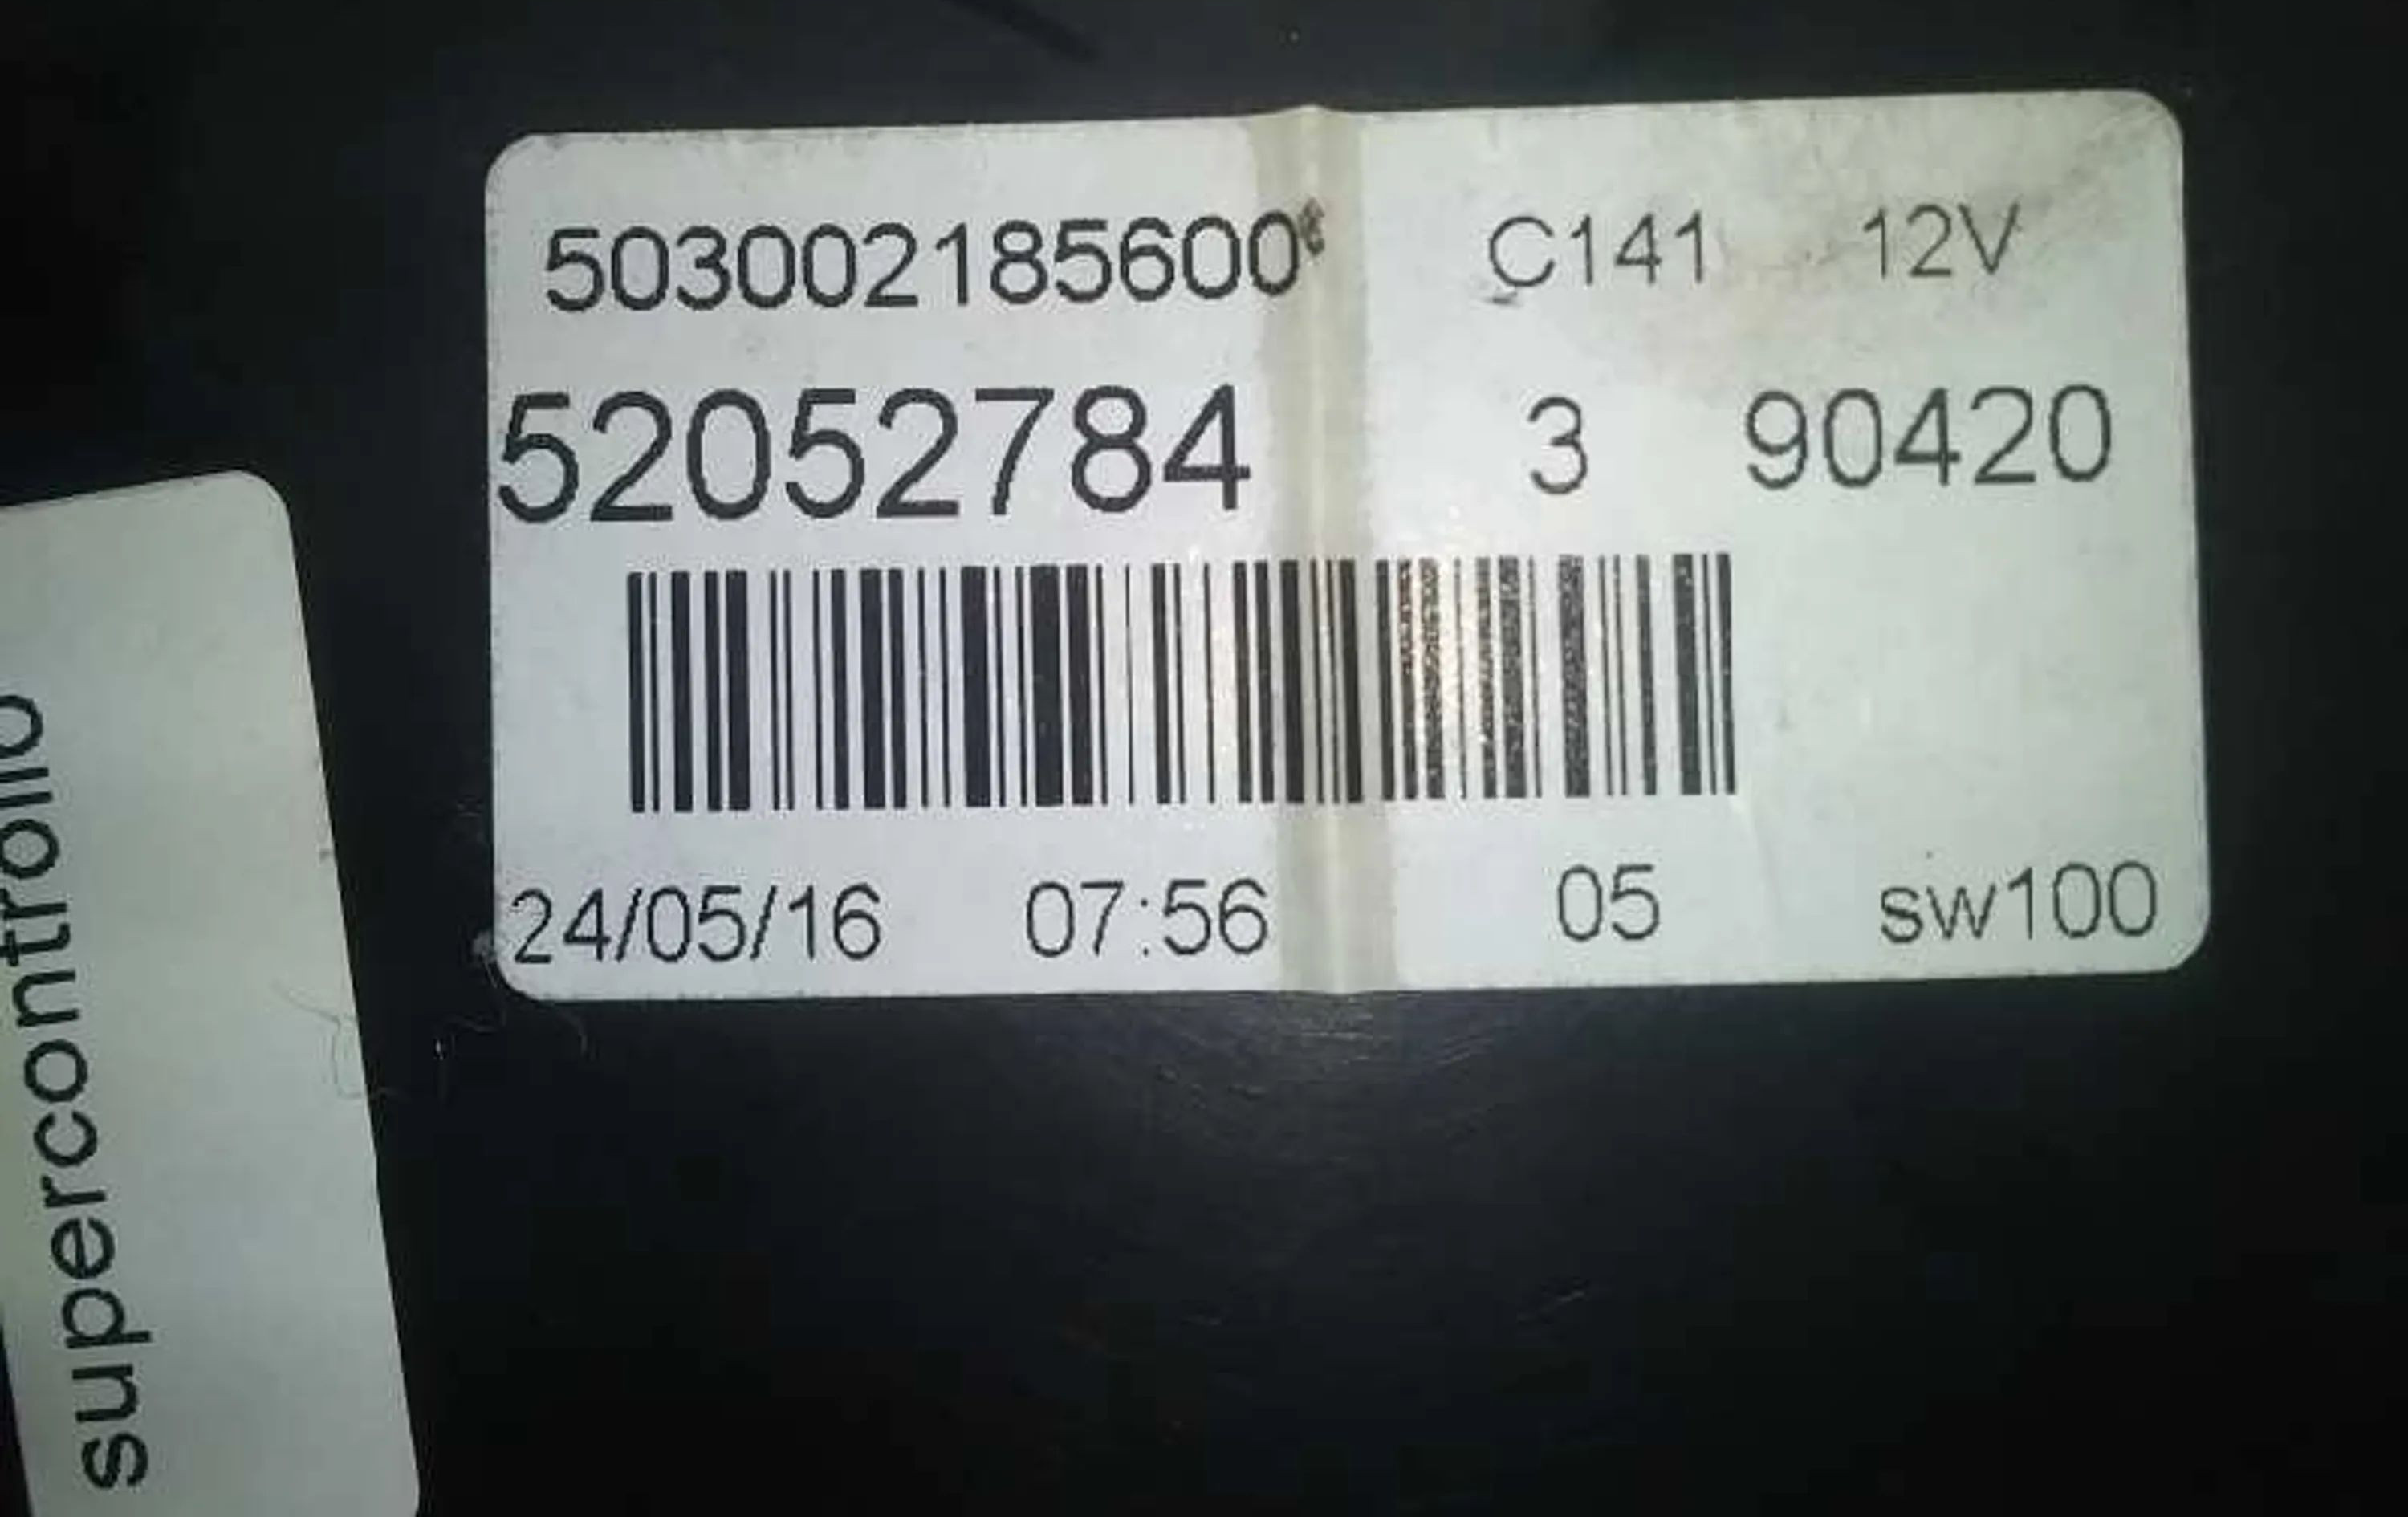 503002185600 C141 12V
52052784 3 90420
24/05/16 07:56 05 sw100
supercontrollo